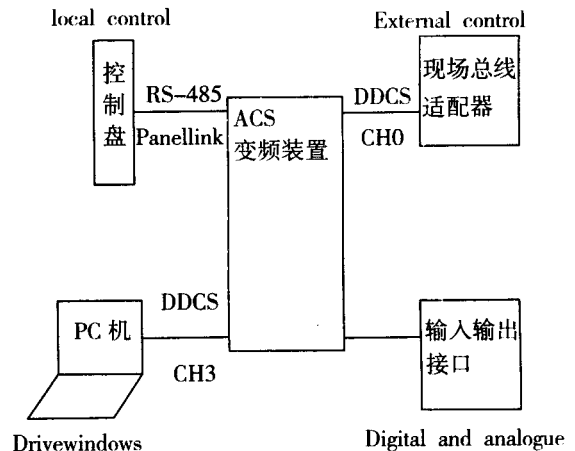 local control
External control
控
制
盘
RS-485
Panellink
ACS
变频装置
DDCS
CH0
现场总线
适配器
PC 机
DDCS
CH3
输入输出
接口
Drivewindows
Digital and analogue